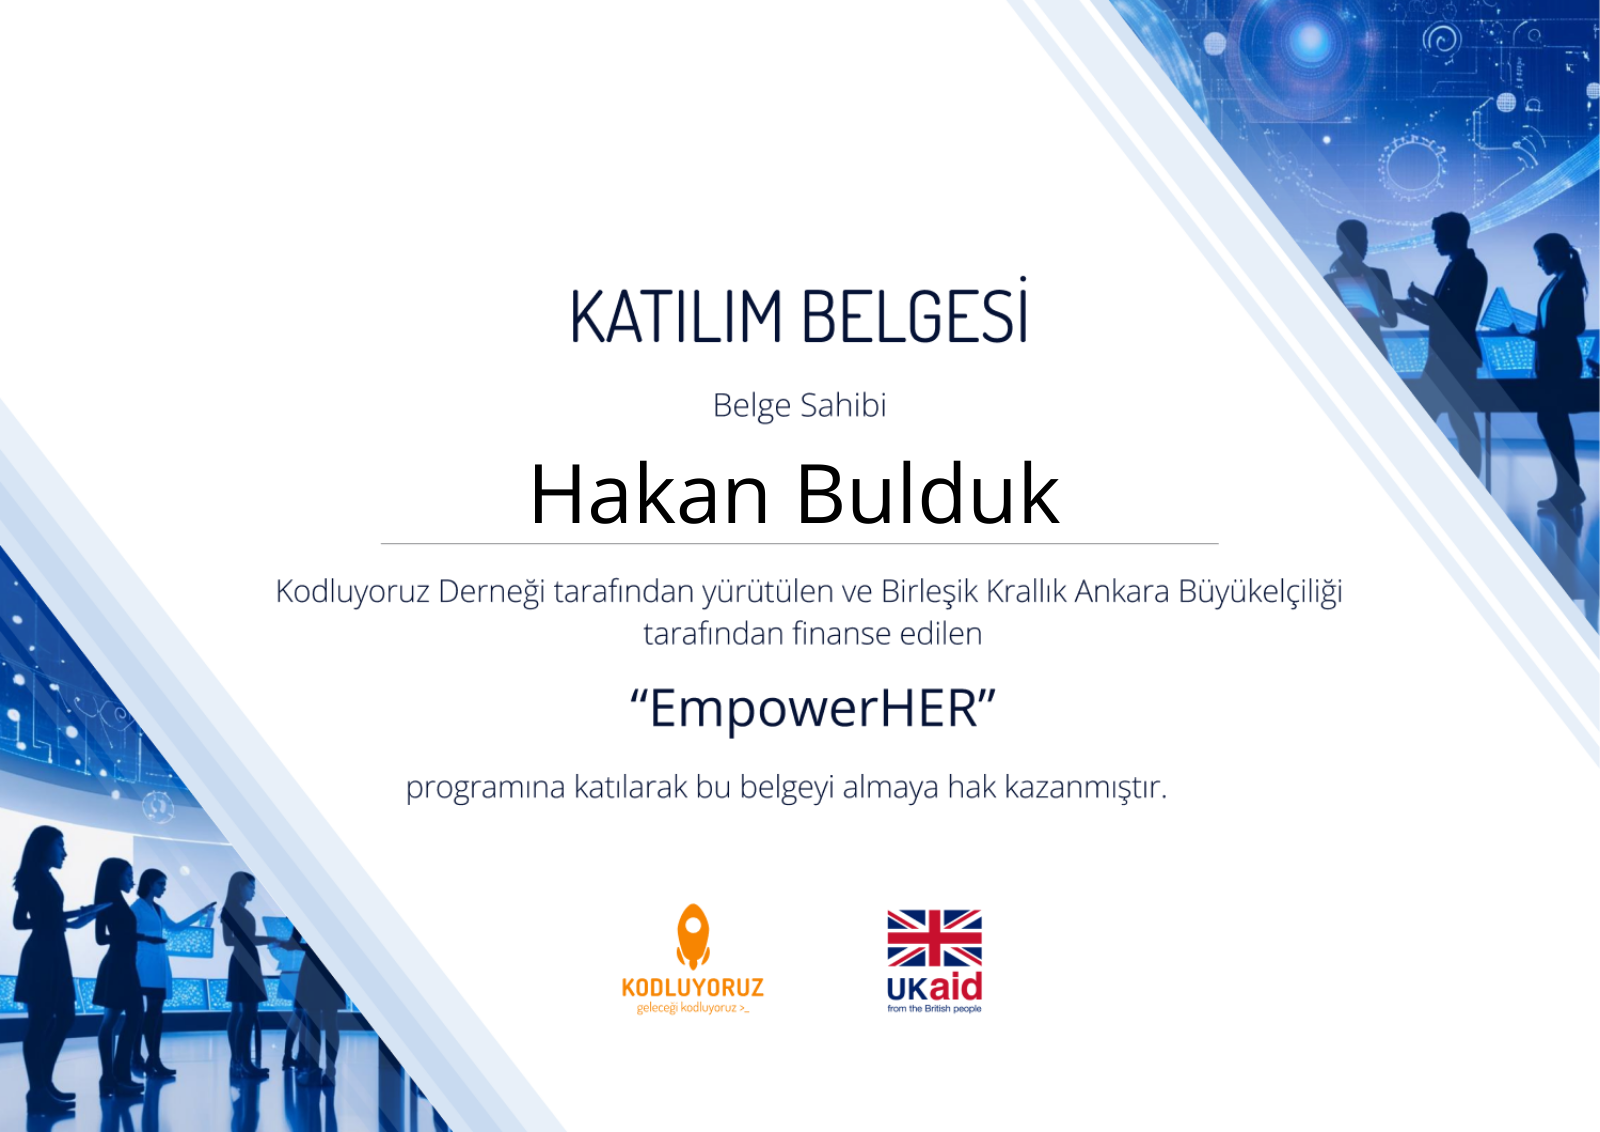 KATILIM BELGESİ
Belge Sahibi
Hakan Bulduk
Kodluyoruz Derneği tarafından yürütülen ve Birleşik Krallık Ankara Büyükelçiliği
tarafından finanse edilen
“EmpowerHER”
programına katılarak bu belgeyi almaya hak kazanmıştır.
KODLUYORUZ
geleceği kodluyoruz >_
UKaid
from the British people